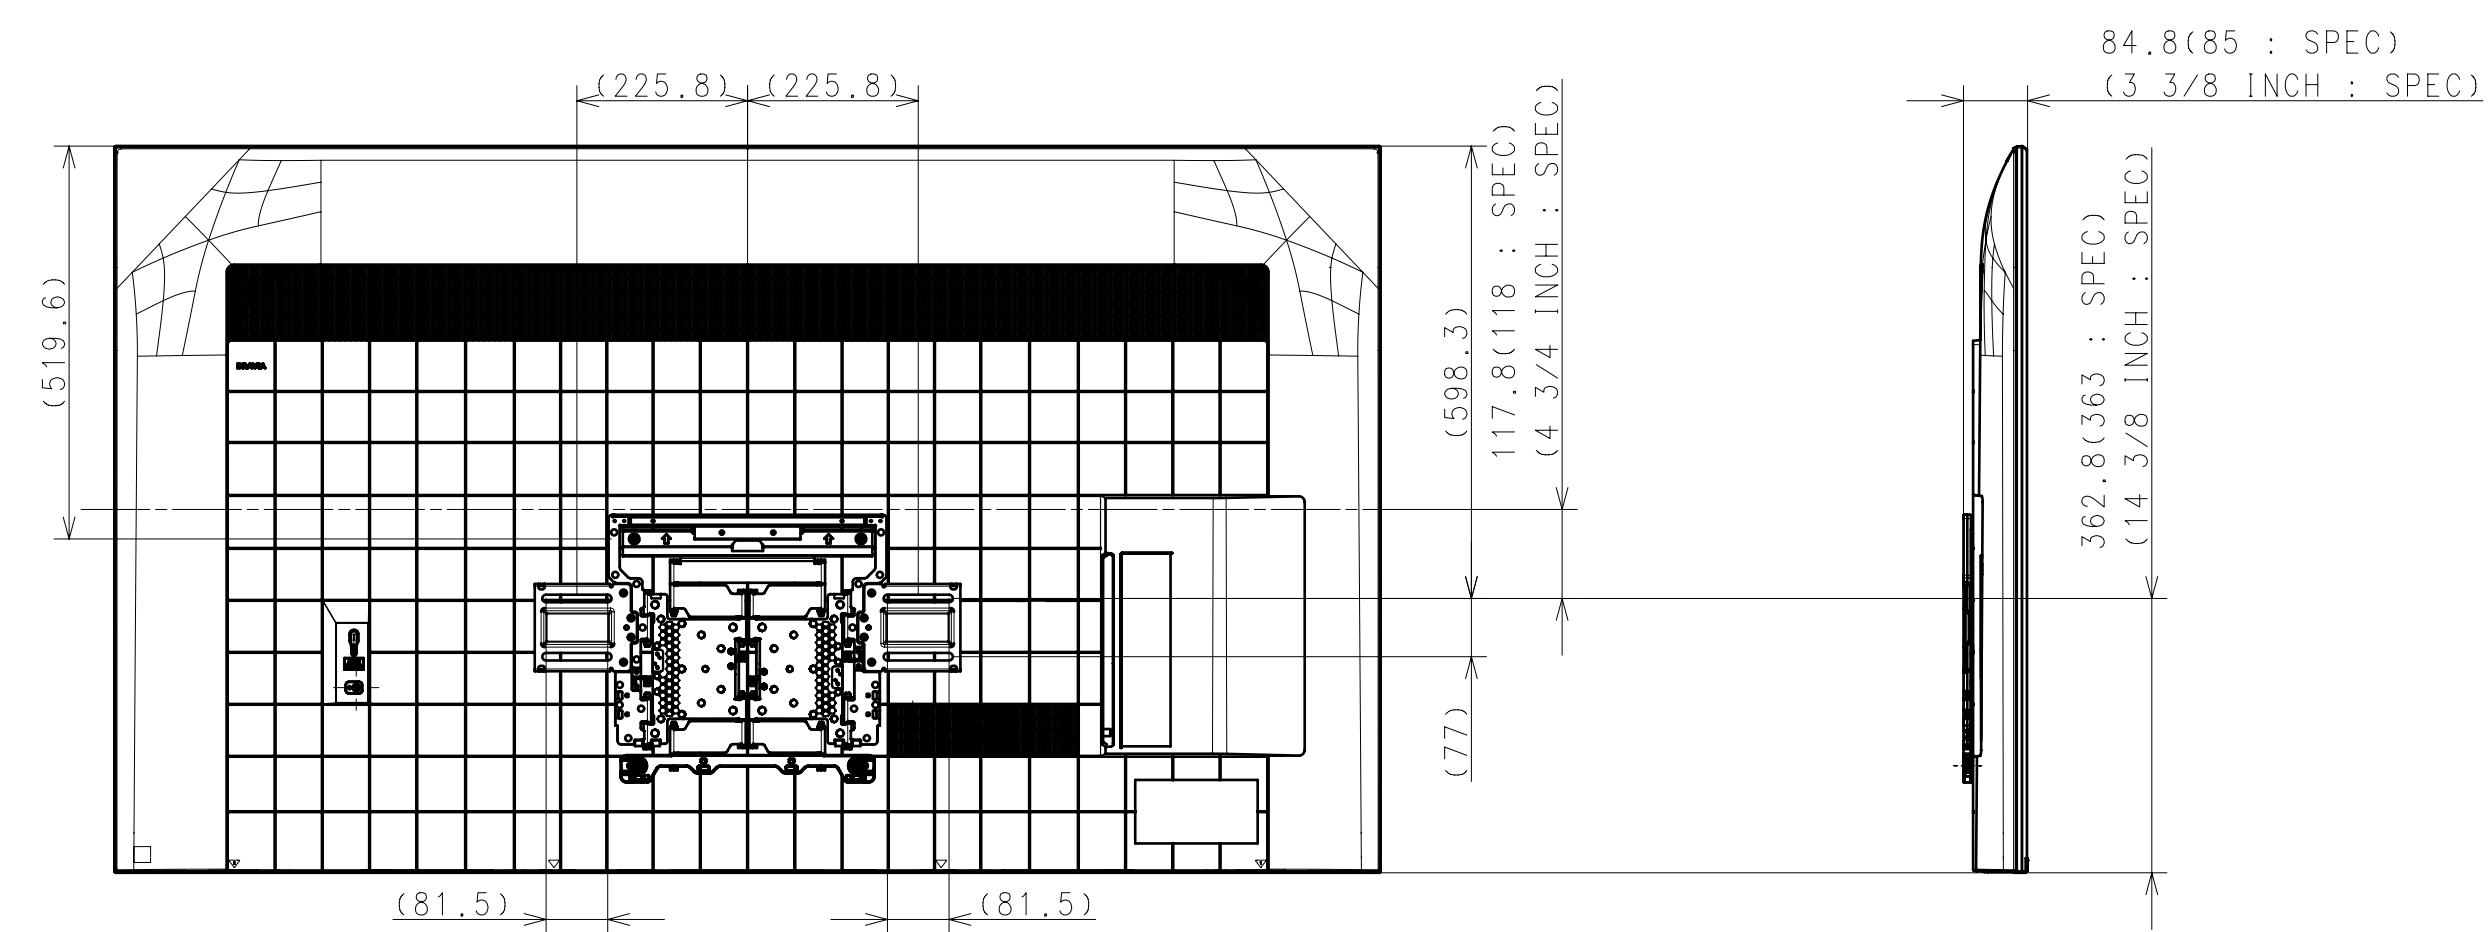 84.8(85 : SPEC)
(3 3/8 INCH : SPEC)
(225.8)
(225.8)
(519.6)
BRAVIA
(598.3)
117.8(118 : SPEC)
(4 3/4 INCH : SPEC)
362.8(363 : SPEC)
(14 3/8 INCH : SPEC)
(77)
(81.5)
(81.5)